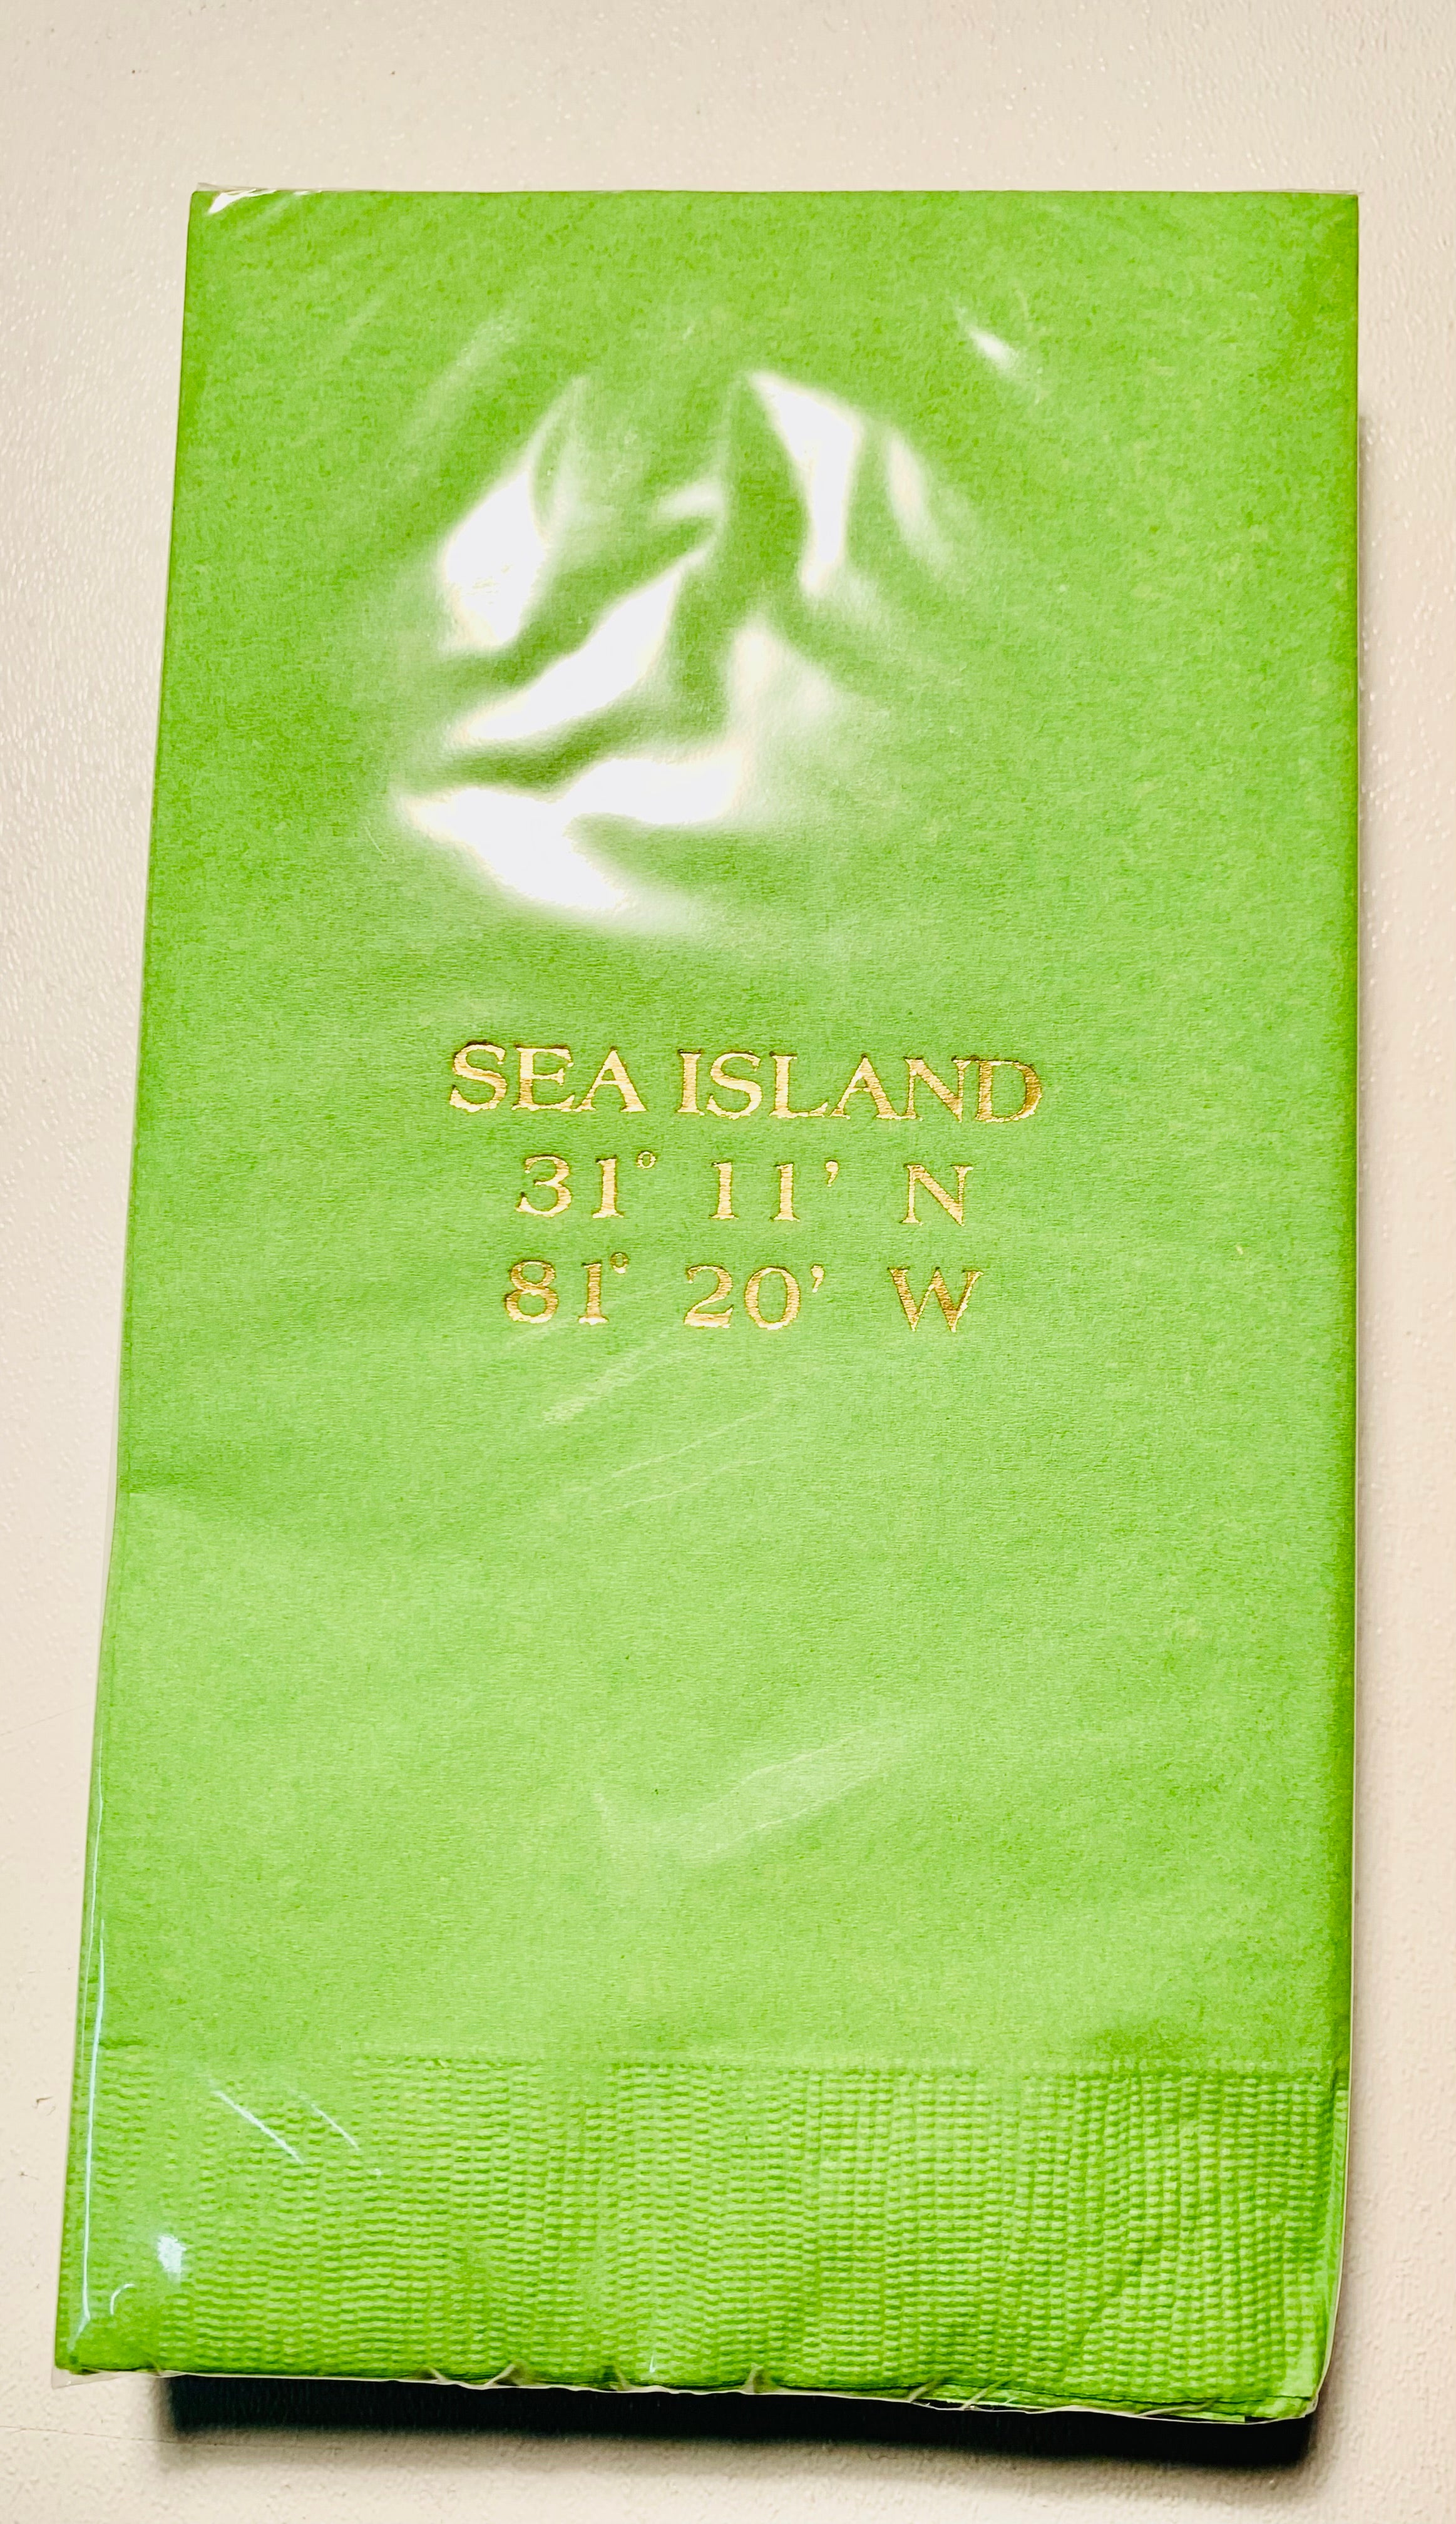 SEA ISLAND
31° 11' N
81° 20' W